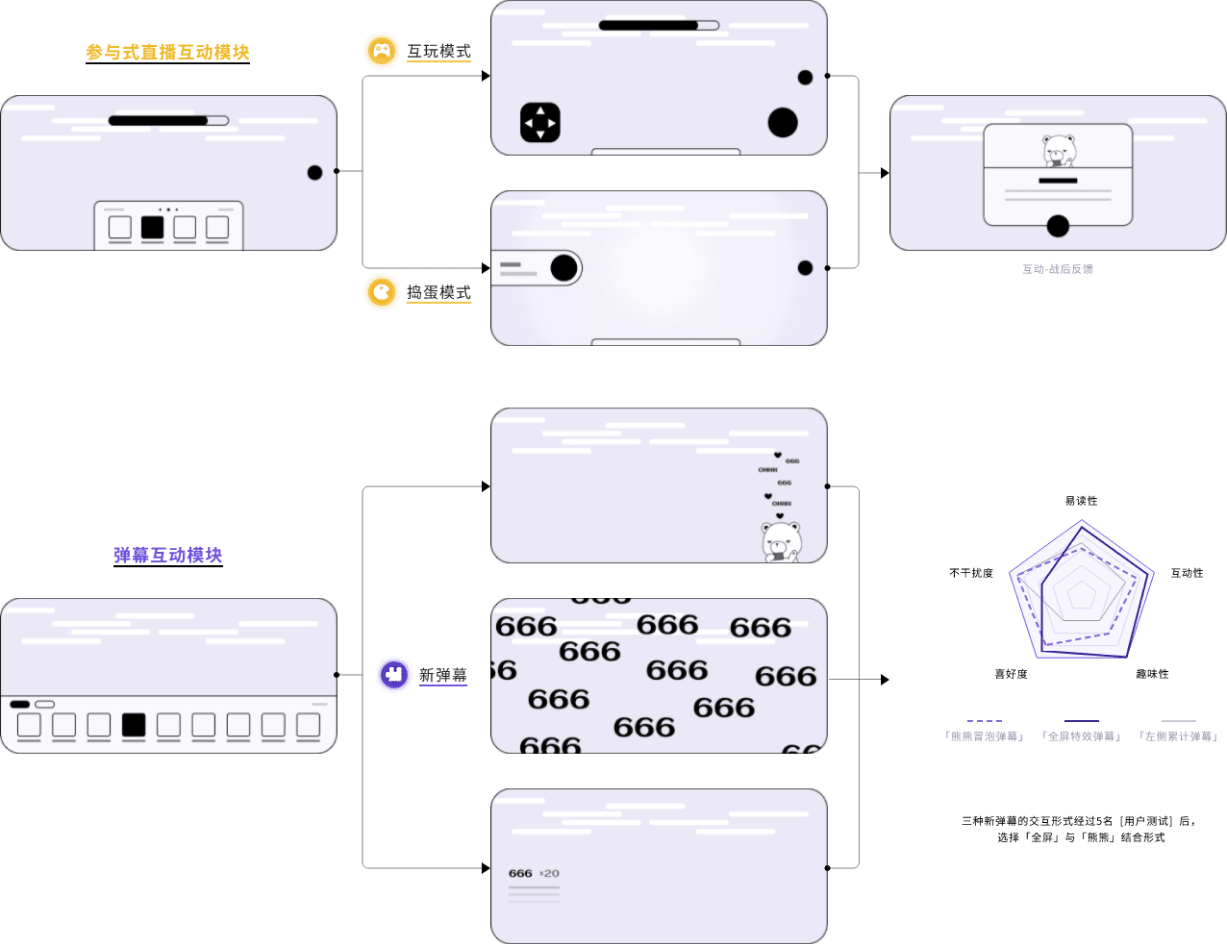 参与式直播互动模块
互玩模式
捣蛋模式
互动-战后反馈
弹幕互动模块
新弹幕
666
OHHH
666
OHHH
666
666
666
666
666
666
666
666
666
666
666
666
666
666 ×20
易读性
不干扰度
互动性
喜好度
趣味性
「熊熊冒泡弹幕」
「全屏特效弹幕」
「左侧累计弹幕」
三种新弹幕的交互形式经过5名［用户测试］后，
选择「全屏」与「熊熊」结合形式